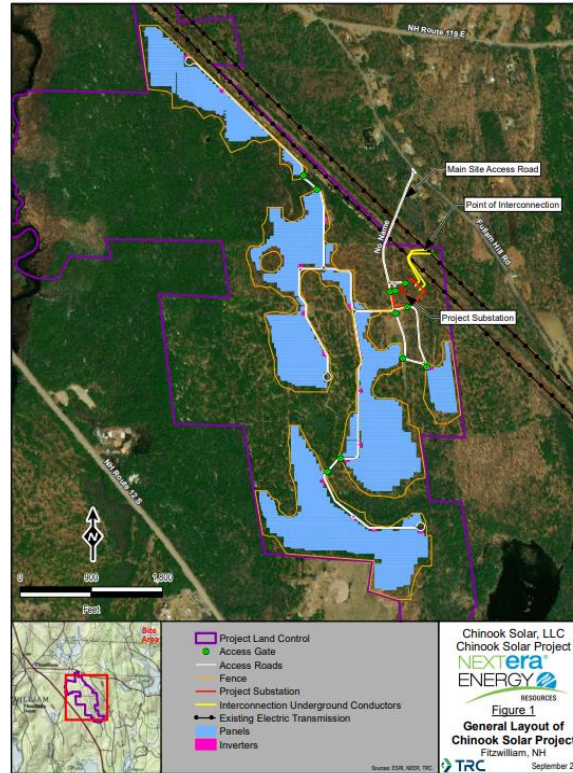 NH Route 119 E
Main Site Access Road
Point of Interconnection
No Name
Fullam Hill Rd
Project Substation
NH Route 12 S
N
0 900 1,800
Feet
Site
Area
Project Land Control
Access Gate
Access Roads
Fence
Project Substation
Interconnection Underground Conductors
Existing Electric Transmission
Panels
Inverters
Sources: ESRI, NEER, TRC.
Chinook Solar, LLC
Chinook Solar Project
NEXTera
ENERGY
RESOURCES
Figure 1
General Layout of
Chinook Solar Project
Fitzwilliam, NH
TRC September 2